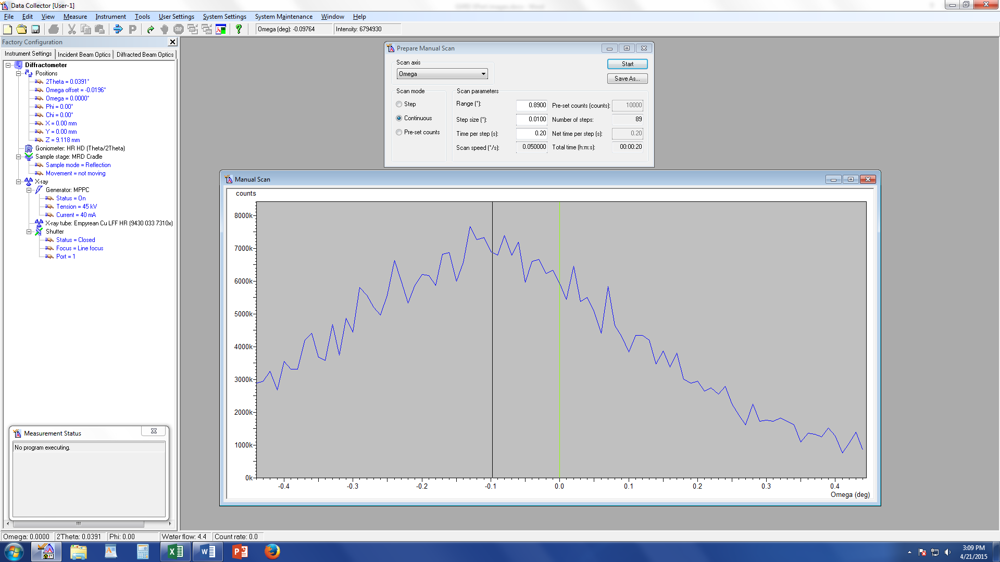 Data Collector [User-1]
File Edit View Measure Instrument Tools User Settings System Settings System Maintenance Window Help
P STOP ? Omega (deg): -0.09764 Intensity: 6794930
Factory Configuration
Instrument Settings Incident Beam Optics Diffracted Beam Optics
Diffractometer
Positions
2Theta = 0.0391°
Omega offset = -0.0196°
Omega = 0.0000°
Phi = 0.00°
Chi = 0.00°
X = 0.00 mm
Y = 0.00 mm
Z = 9.118 mm
Goniometer: HR HD (Theta/2Theta)
Sample stage: MRD Cradle
Sample mode = Reflection
Movement = not moving
X-ray
Generator: MPPC
Status = On
Tension = 45 kV
Current = 40 mA
X-ray tube: Empyrean Cu LFF HR (9430 033 7310x)
Shutter
Status = Closed
Focus = Line focus
Port = 1
Prepare Manual Scan
Scan axis
Omega
Start
Save As...
Scan mode
Step
Continuous
Pre-set counts
Scan parameters
Range (°): 0.8900 Pre-set counts (counts): 10000
Step size (°): 0.0100 Number of steps: 89
Time per step (s): 0.20 Net time per step (s): 0.20
Scan speed (°/s): 0.050000 Total time (h:m:s): 00:00:20
Manual Scan
counts
8000k
7000k
6000k
5000k
4000k
3000k
2000k
1000k
0k
-0.4 -0.3 -0.2 -0.1 0.0 0.1 0.2 0.3 0.4
Omega (deg)
Measurement Status
No program executing.
Omega: 0.0000 2Theta: 0.0391 Phi: 0.00 Water flow: 4.4 Count rate: 0.0
3:09 PM
4/21/2015